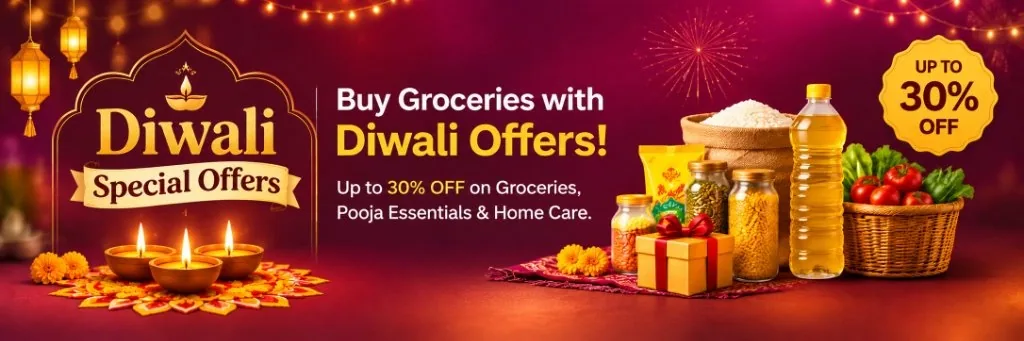 Diwali
Special Offers
Buy Groceries with
Diwali Offers!
Up to 30% OFF on Groceries,
Pooja Essentials & Home Care.
UP TO
30%
OFF